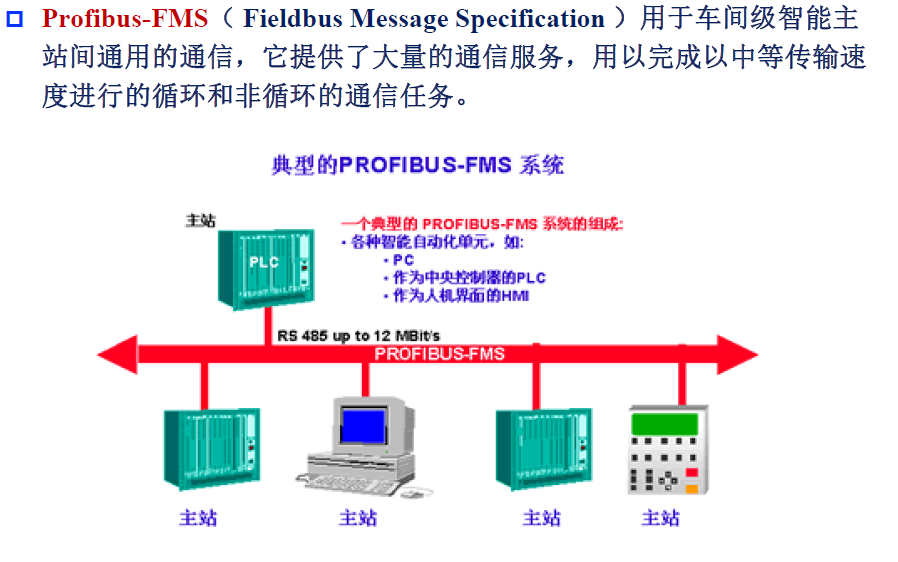 Profibus-FMS（ Fieldbus Message Specification ）用于车间级智能主
站间通用的通信，它提供了大量的通信服务，用以完成以中等传输速
度进行的循环和非循环的通信任务。
典型的PROFIBUS-FMS 系统
主站
一个典型的 PROFIBUS-FMS 系统的组成:
· 各种智能自动化单元，如:
· PC
· 作为中央控制器的PLC
· 作为人机界面的HMI
PLC
RS 485 up to 12 MBit/s
PROFIBUS-FMS
主站
主站
主站
主站